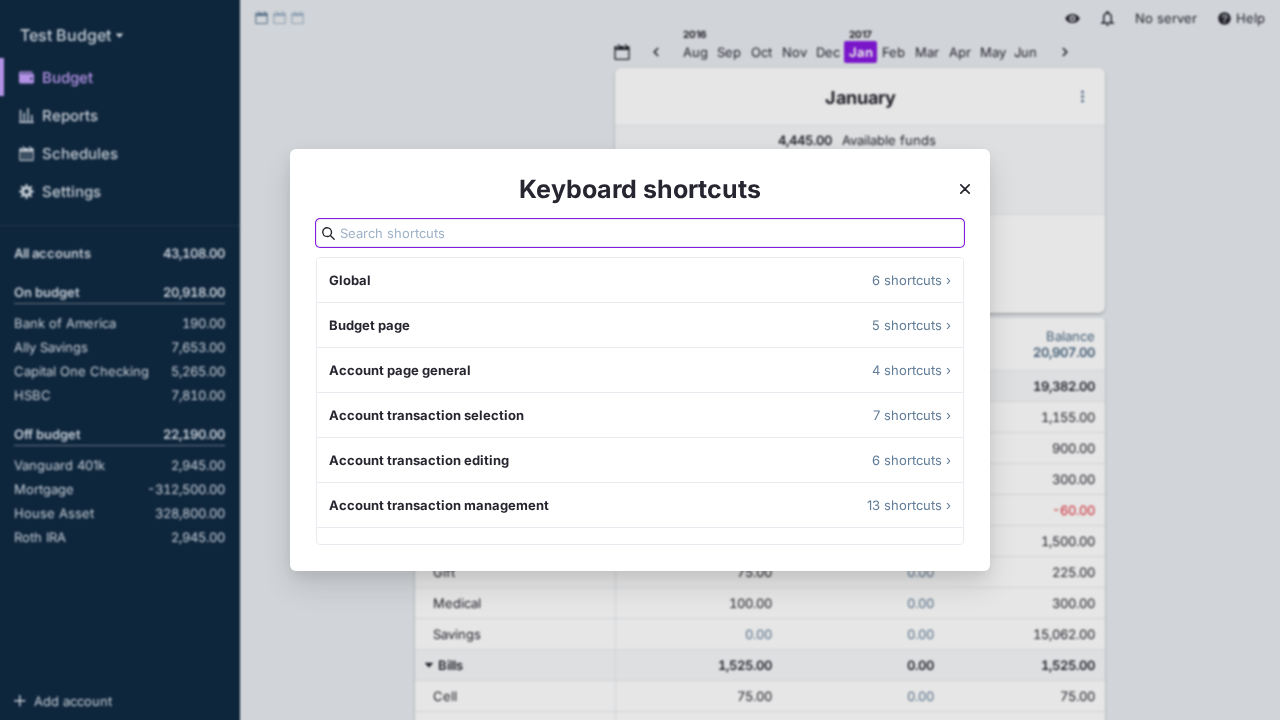 Test Budget
Budget
Reports
Schedules
Settings
All accounts 43,108.00
On budget 20,918.00
Bank of America 190.00
Ally Savings 7,653.00
Capital One Checking 5,265.00
HSBC 7,810.00
Off budget 22,190.00
Vanguard 401k 2,945.00
Mortgage -312,500.00
House Asset 328,800.00
Roth IRA 2,945.00
Add account
No server
Help
2016 2017
Aug Sep Oct Nov Dec Jan Feb Mar Apr May Jun
January
4,445.00 Available funds
Keyboard shortcuts
Search shortcuts
Global 6 shortcuts ›
Budget page 5 shortcuts ›
Account page general 4 shortcuts ›
Account transaction selection 7 shortcuts ›
Account transaction editing 6 shortcuts ›
Account transaction management 13 shortcuts ›
Balance
20,907.00
19,382.00
1,155.00
900.00
300.00
-60.00
1,500.00
Gift 75.00 0.00 225.00
Medical 100.00 0.00 300.00
Savings 0.00 0.00 15,062.00
Bills 1,525.00 0.00 1,525.00
Cell 75.00 0.00 75.00